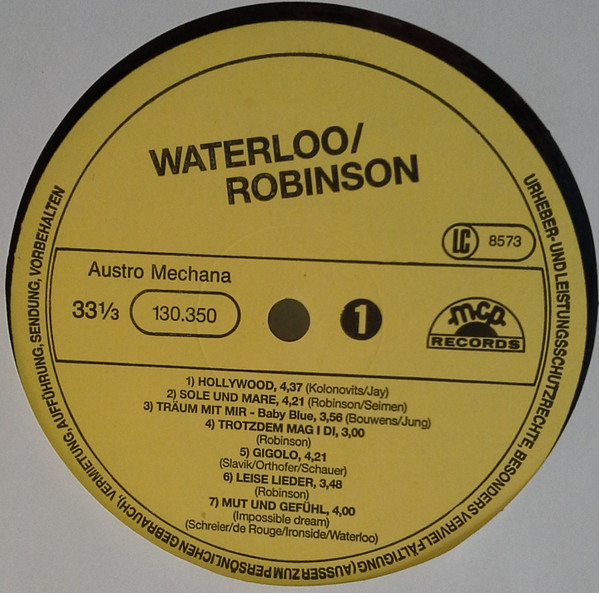 WATERLOO/
ROBINSON
LC 8573
Austro Mechana
33⅓ 130.350 1
mcp
RECORDS
1) HOLLYWOOD, 4,37 (Kolonovits/Jay)
2) SOLE UND MARE, 4,21 (Robinson/Seimen)
3) TRÄUM MIT MIR - Baby Blue, 3,56 (Bouwens/Jung)
4) TROTZDEM MAG I DI, 3,00
(Robinson)
5) GIGOLO, 4,21
(Slavik/Orthofer/Schauer)
6) LEISE LIEDER, 3,48
(Robinson)
7) MUT UND GEFÜHL, 4,00
(Impossible dream)
(Schreier/de Rouge/Ironside/Waterloo)
URHEBER- UND LEISTUNGSSCHUTZRECHTE, BESONDERS VERVIELFÄLTIGUNG (AUSSER ZUM PERSÖNLICHEN GEBRAUCH), VERMIETUNG, AUFFÜHRUNG, SENDUNG, VORBEHALTEN